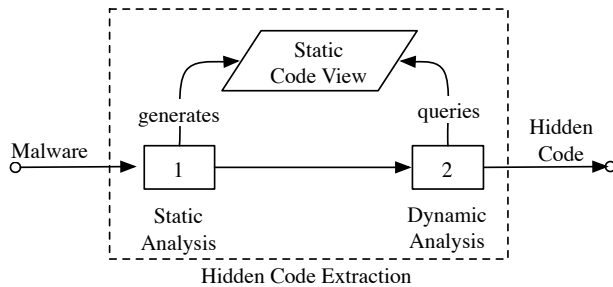 Static
Code View
generates
queries
Malware
Hidden
Code
1
2
Static
Analysis
Dynamic
Analysis
Hidden Code Extraction